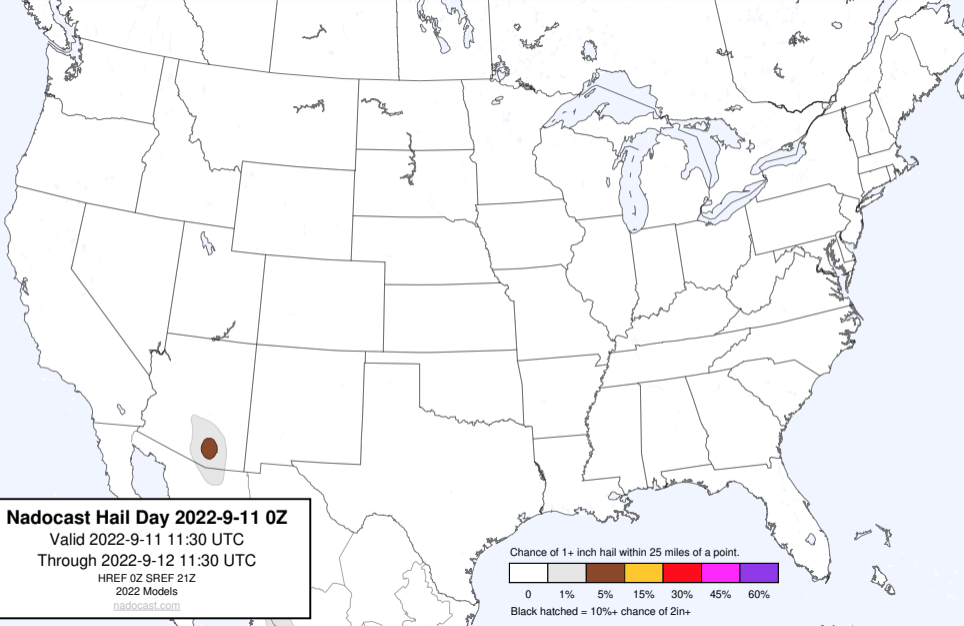 Nadocast Hail Day 2022-9-11 0Z
Valid 2022-9-11 11:30 UTC
Through 2022-9-12 11:30 UTC
HREF 0Z SREF 21Z
2022 Models
nadocast.com
Chance of 1+ inch hail within 25 miles of a point.
0 1% 5% 15% 30% 45% 60%
Black hatched = 10%+ chance of 2in+